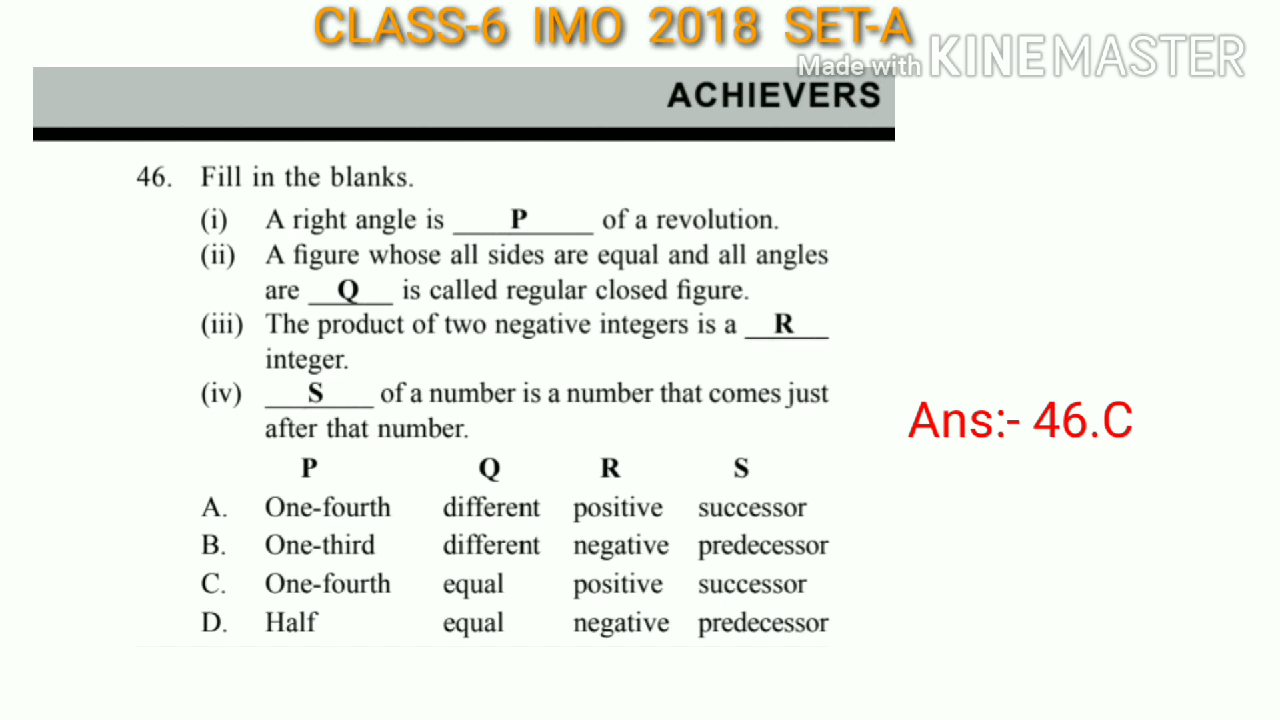 CLASS-6 IMO 2018 SET-A
Made with KINEMASTER
ACHIEVERS
46. Fill in the blanks.
(i) A right angle is ___P___ of a revolution.
(ii) A figure whose all sides are equal and all angles
are ___Q___ is called regular closed figure.
(iii) The product of two negative integers is a ___R___
integer.
(iv) ___S___ of a number is a number that comes just
after that number.
Ans:- 46.C
P Q R S
A. One-fourth different positive successor
B. One-third different negative predecessor
C. One-fourth equal positive successor
D. Half equal negative predecessor